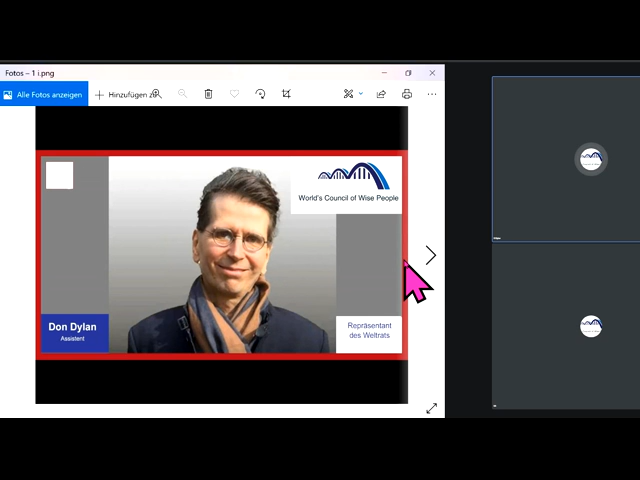 Fotos – 1 i.png
Alle Fotos anzeigen
Hinzufügen zu
World's Council of Wise People
Don Dylan
Assistent
Repräsentant
des Weltrats